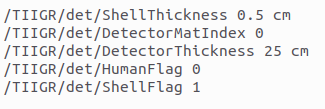 /TIIGR/det/ShellThickness 0.5 cm
/TIIGR/det/DetectorMatIndex 0
/TIIGR/det/DetectorThickness 25 cm
/TIIGR/det/HumanFlag 0
/TIIGR/det/ShellFlag 1